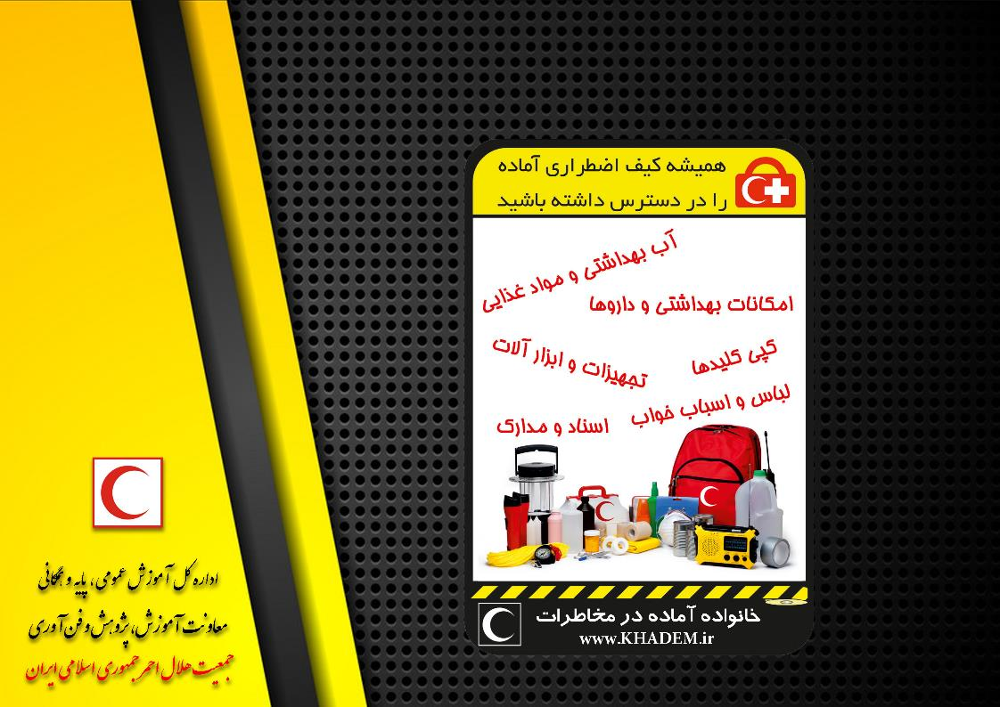 همیشه کیف اضطراری آماده
را در دسترس داشته باشید
آب بهداشتی و مواد غذایی
امکانات بهداشتی و داروها
کپی کلیدها
تجهیزات و ابزار آلات
لباس و اسباب خواب
اسناد و مدارک
خانواده آماده در مخاطرات
www.KHADEM.ir
اداره کل آموزش عمومی، پایه و همگانی
معاونت آموزش، پژوهش و فن آوری
جمعیت هلال احمر جمهوری اسلامی ایران